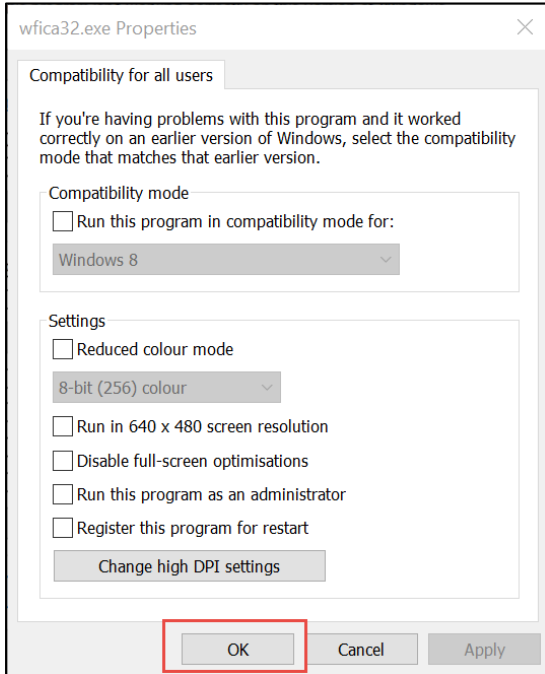 wfica32.exe Properties
Compatibility for all users
If you're having problems with this program and it worked
correctly on an earlier version of Windows, select the compatibility
mode that matches that earlier version.
Compatibility mode
Run this program in compatibility mode for:
Windows 8
Settings
Reduced colour mode
8-bit (256) colour
Run in 640 x 480 screen resolution
Disable full-screen optimisations
Run this program as an administrator
Register this program for restart
Change high DPI settings
OK Cancel Apply